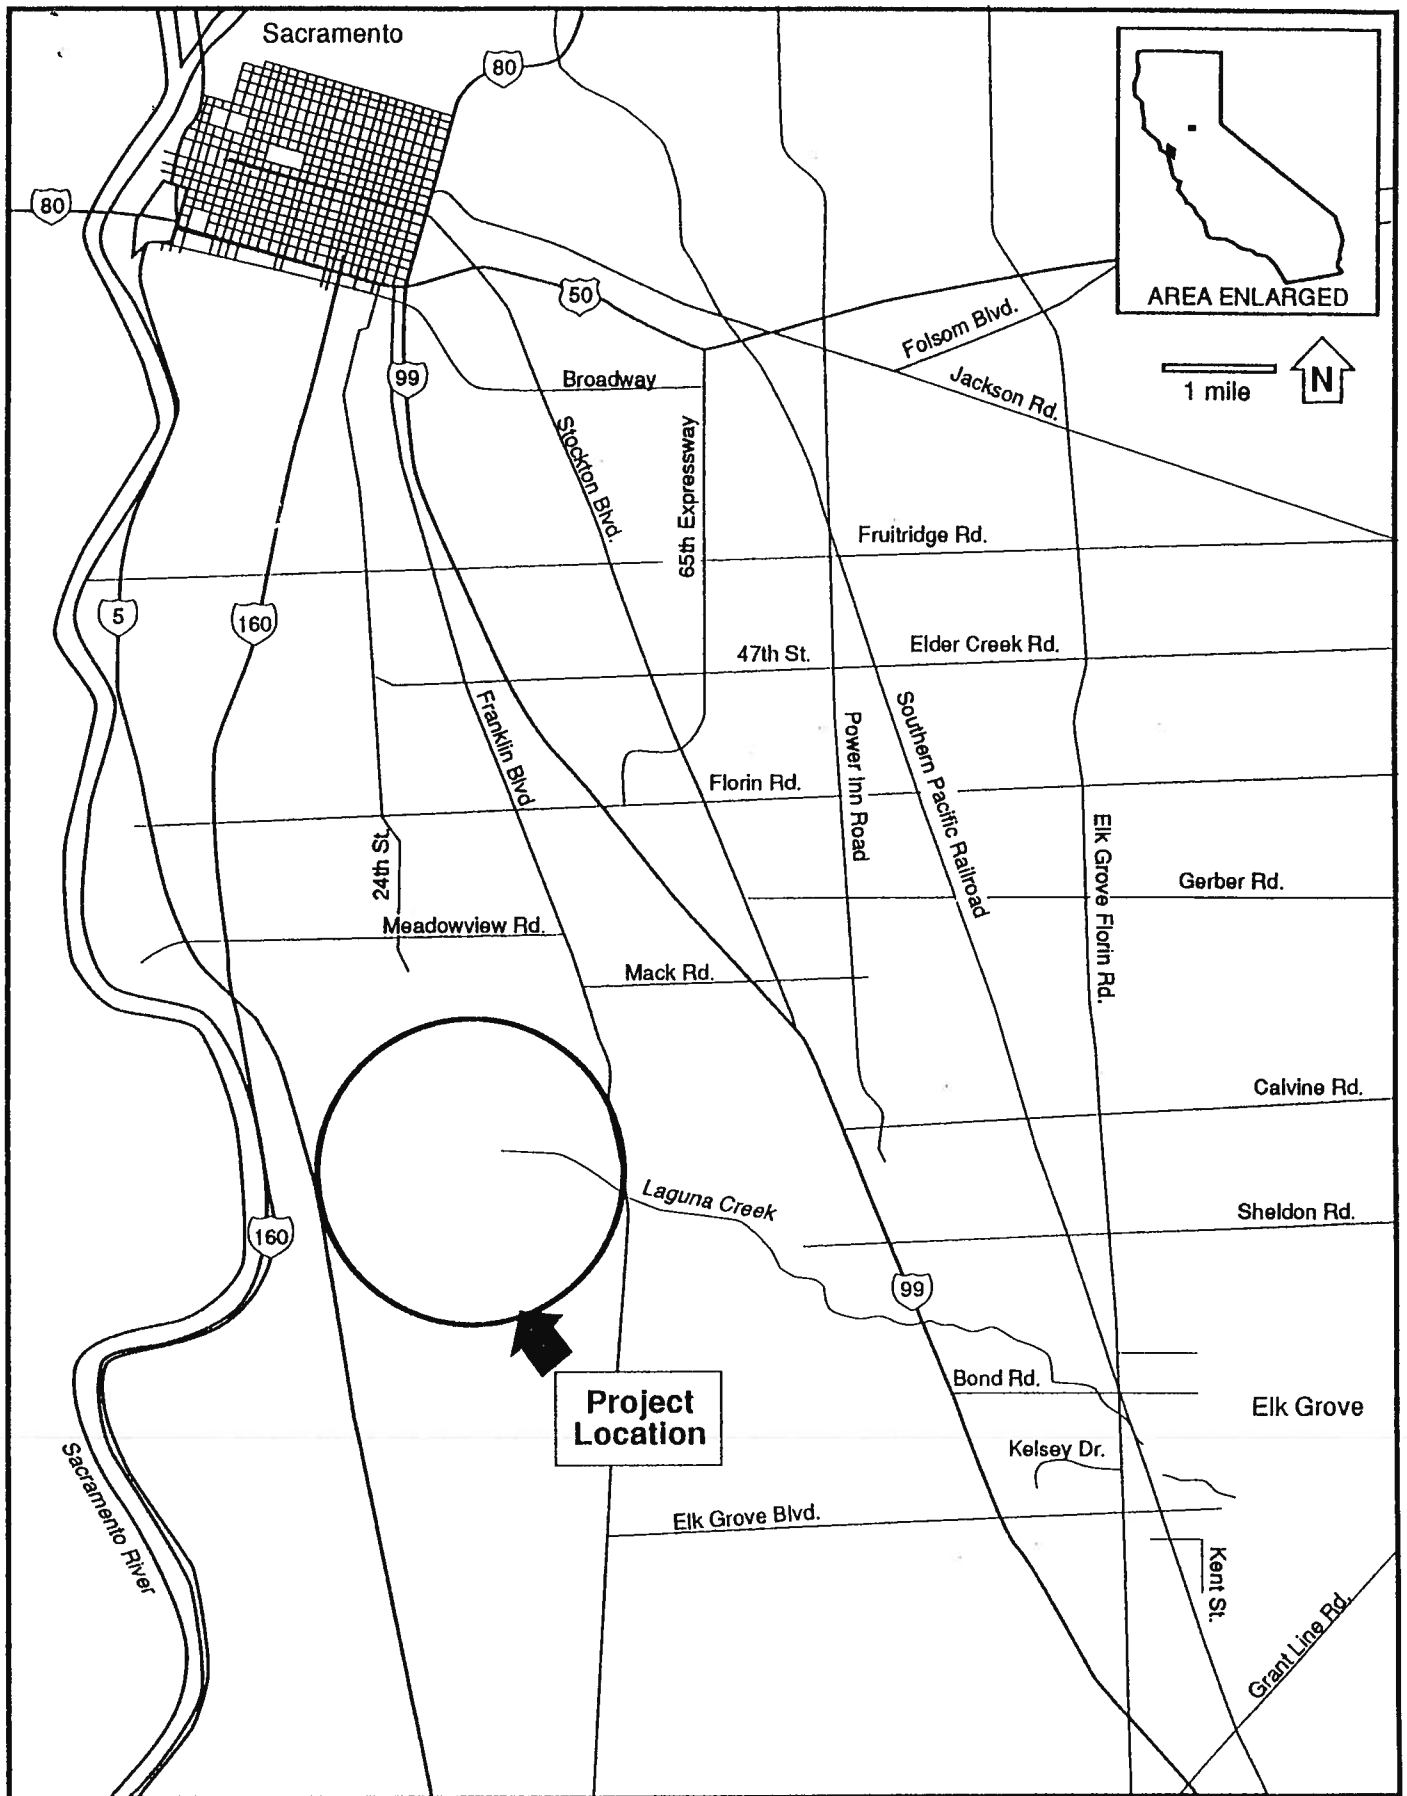 Sacramento
80
80
AREA ENLARGED
50
Folsom Blvd.
N
1 mile
99
Broadway
Jackson Rd.
Stockton Blvd.
65th Expressway
Fruitridge Rd.
5
160
47th St.
Elder Creek Rd.
Franklin Blvd
Southern Pacific Railroad
Power Inn Road
Florin Rd.
24th St.
Elk Grove Florin Rd.
Gerber Rd.
Meadowview Rd.
Mack Rd.
Calvine Rd.
Laguna Creek
Sheldon Rd.
160
99
Bond Rd.
Project
Location
Elk Grove
Kelsey Dr.
Sacramento River
Elk Grove Blvd.
Kent St.
Grant Line Rd.